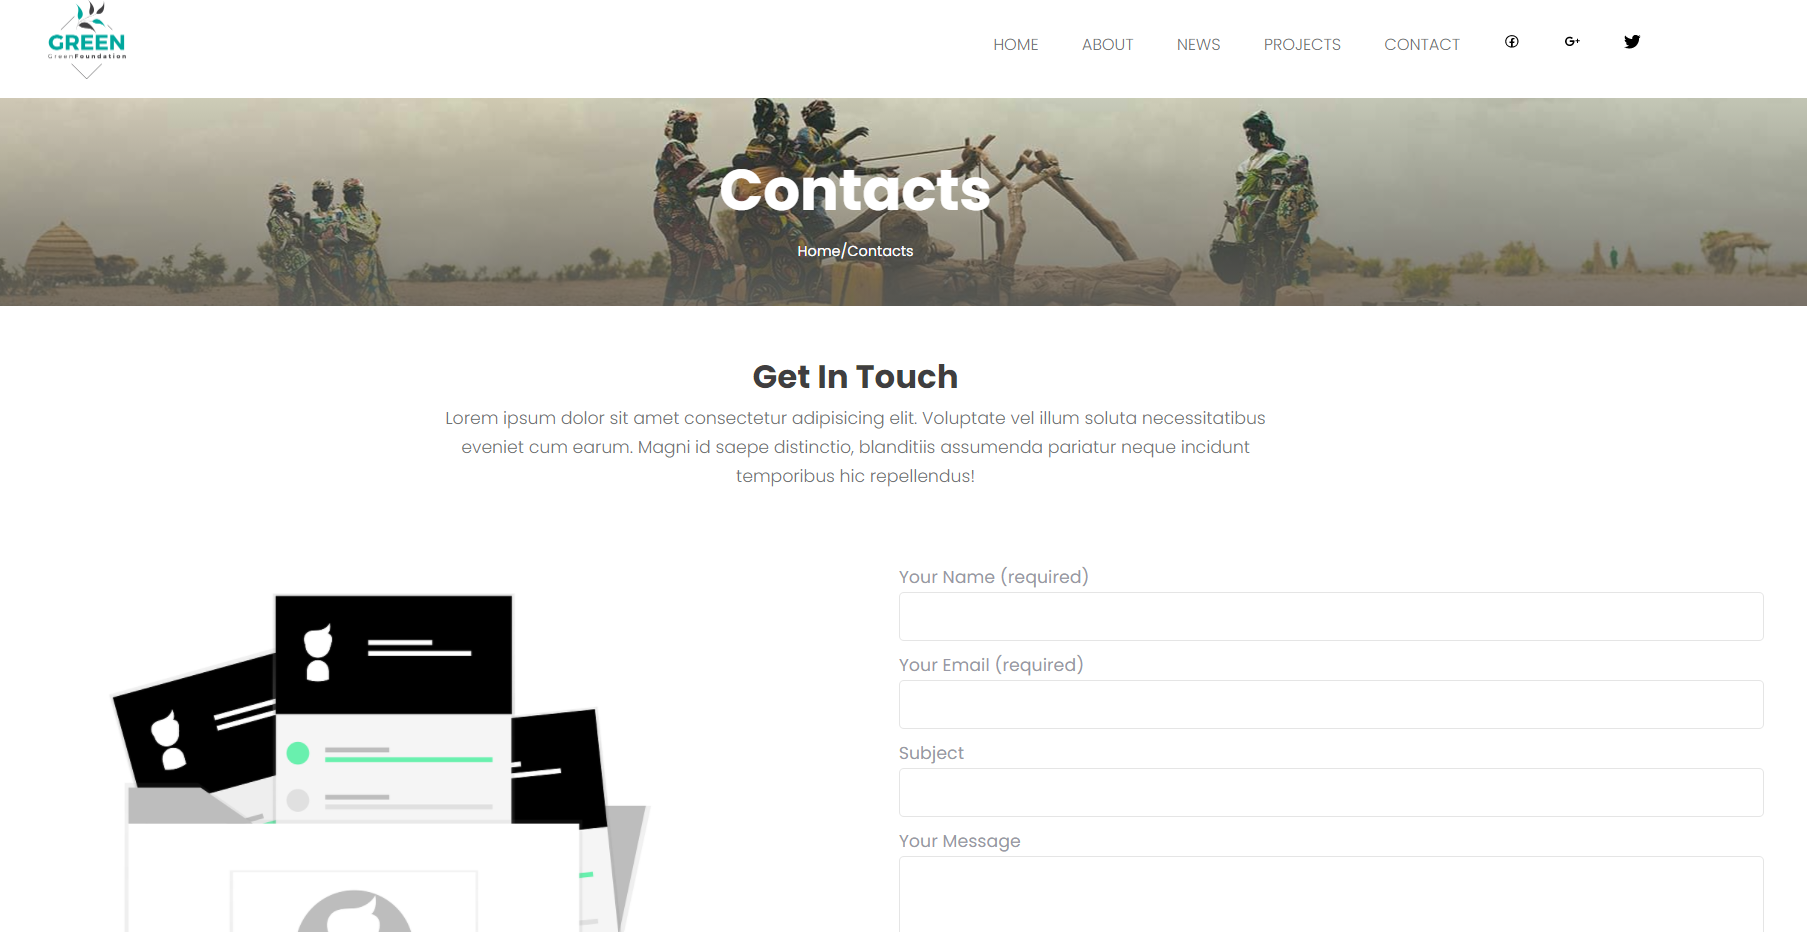 GREEN
GreenFoundation
HOME ABOUT NEWS PROJECTS CONTACT
Contacts
Home/Contacts
Get In Touch
Lorem ipsum dolor sit amet consectetur adipisicing elit. Voluptate vel illum soluta necessitatibus
eveniet cum earum. Magni id saepe distinctio, blanditiis assumenda pariatur neque incidunt
temporibus hic repellendus!
Your Name (required)
Your Email (required)
Subject
Your Message